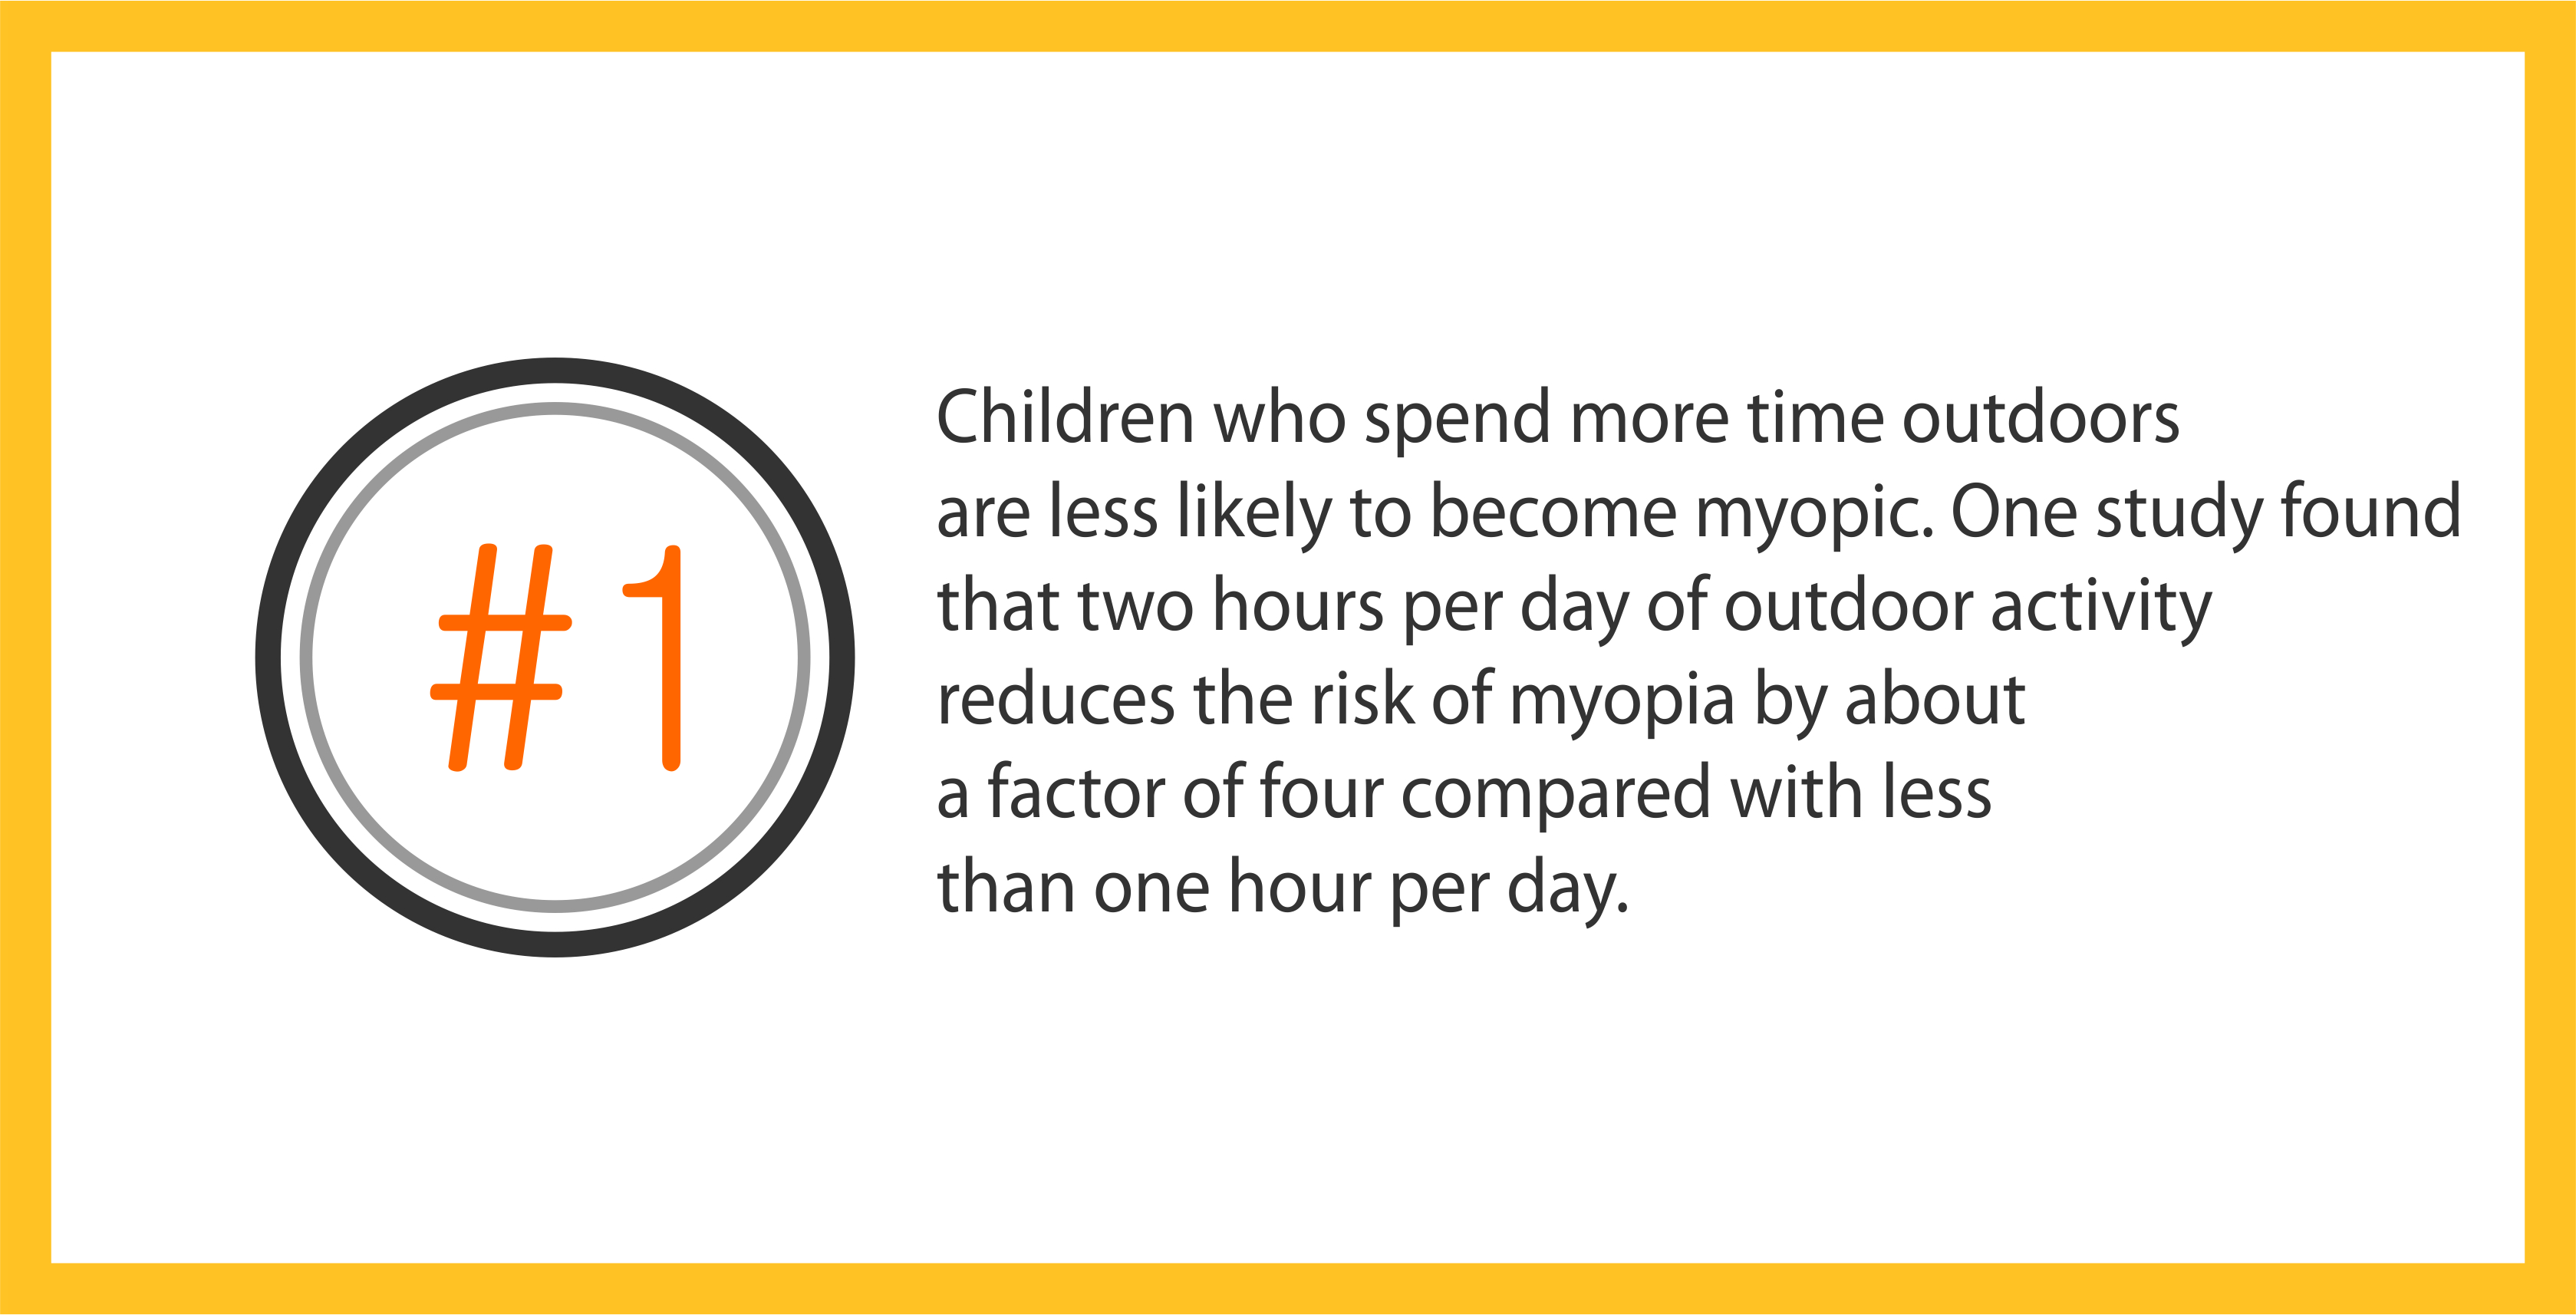 #1
Children who spend more time outdoors
are less likely to become myopic. One study found
that two hours per day of outdoor activity
reduces the risk of myopia by about
a factor of four compared with less
than one hour per day.